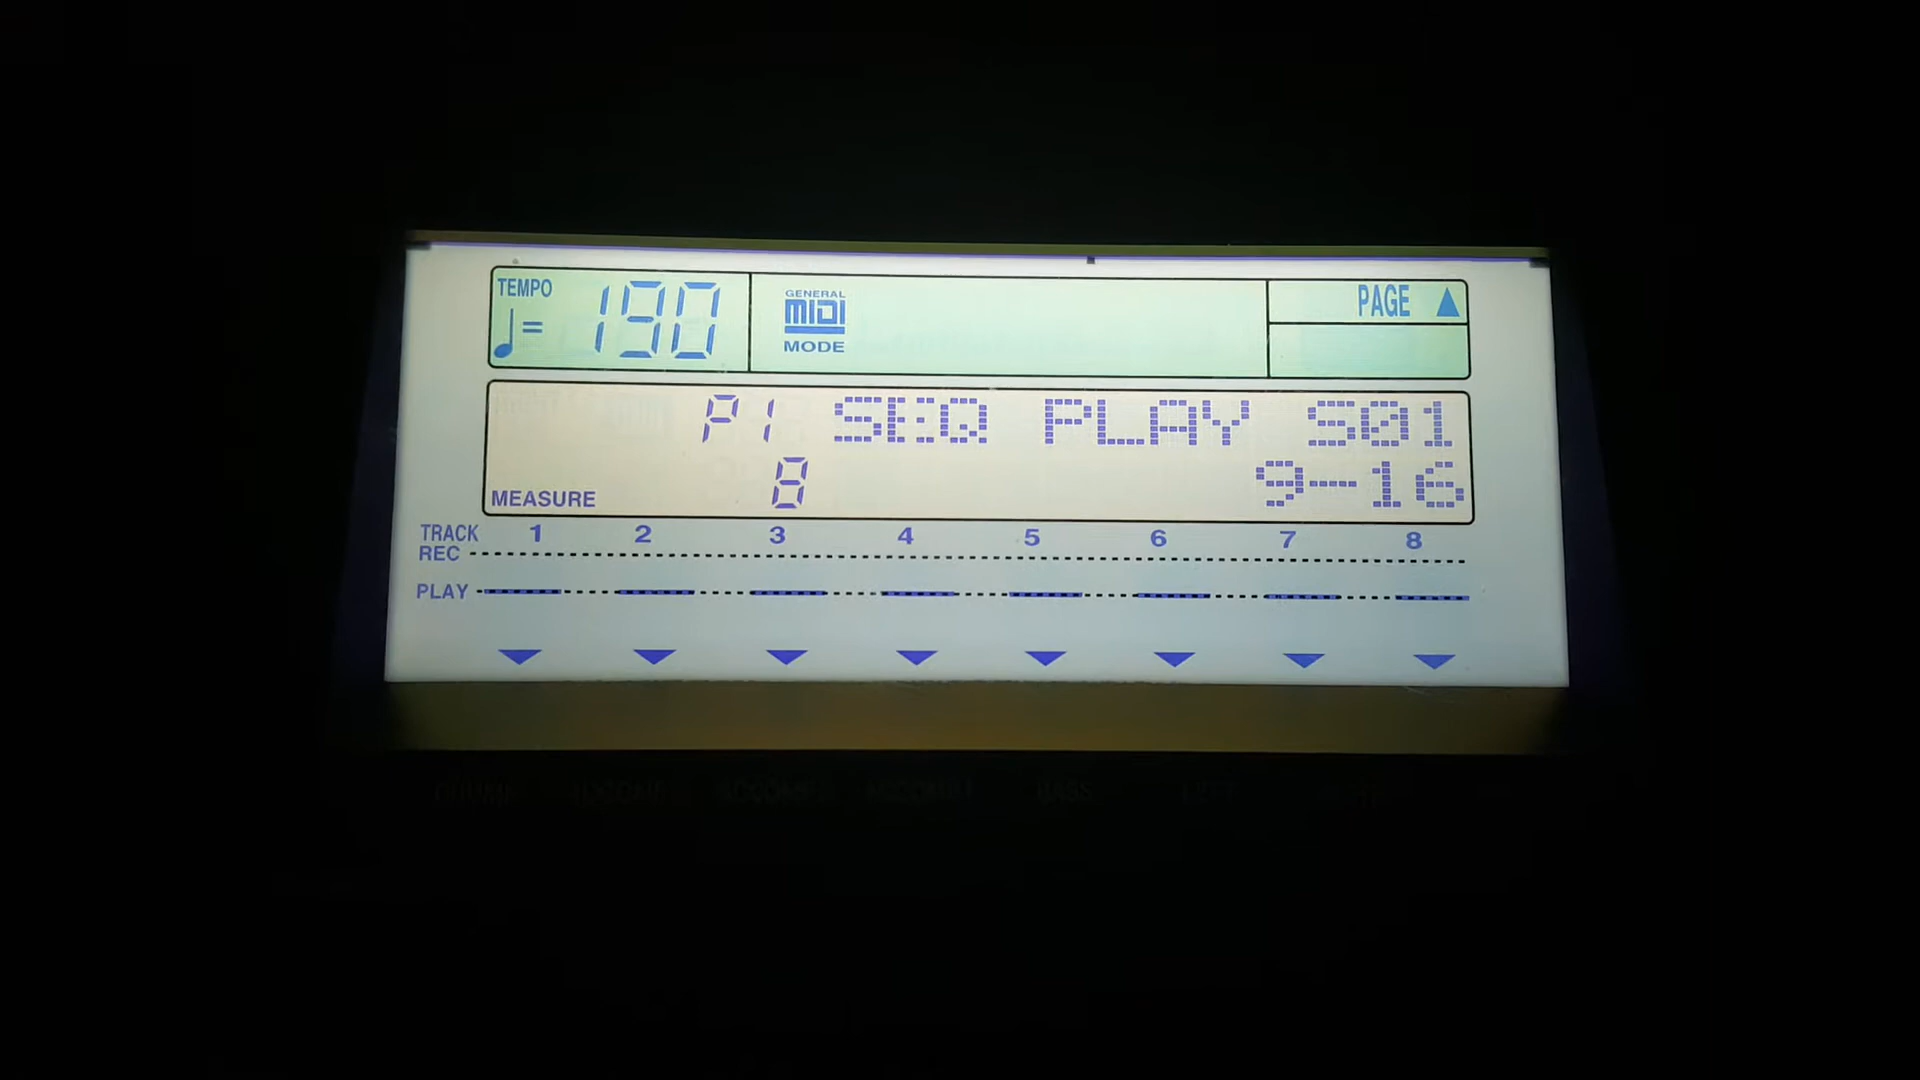 TEMPO ♩= 190 GENERAL MIDI MODE PAGE ▲
P1 SEQ PLAY S01
MEASURE 8 9-16
TRACK 1 2 3 4 5 6 7 8
REC
PLAY
BASS